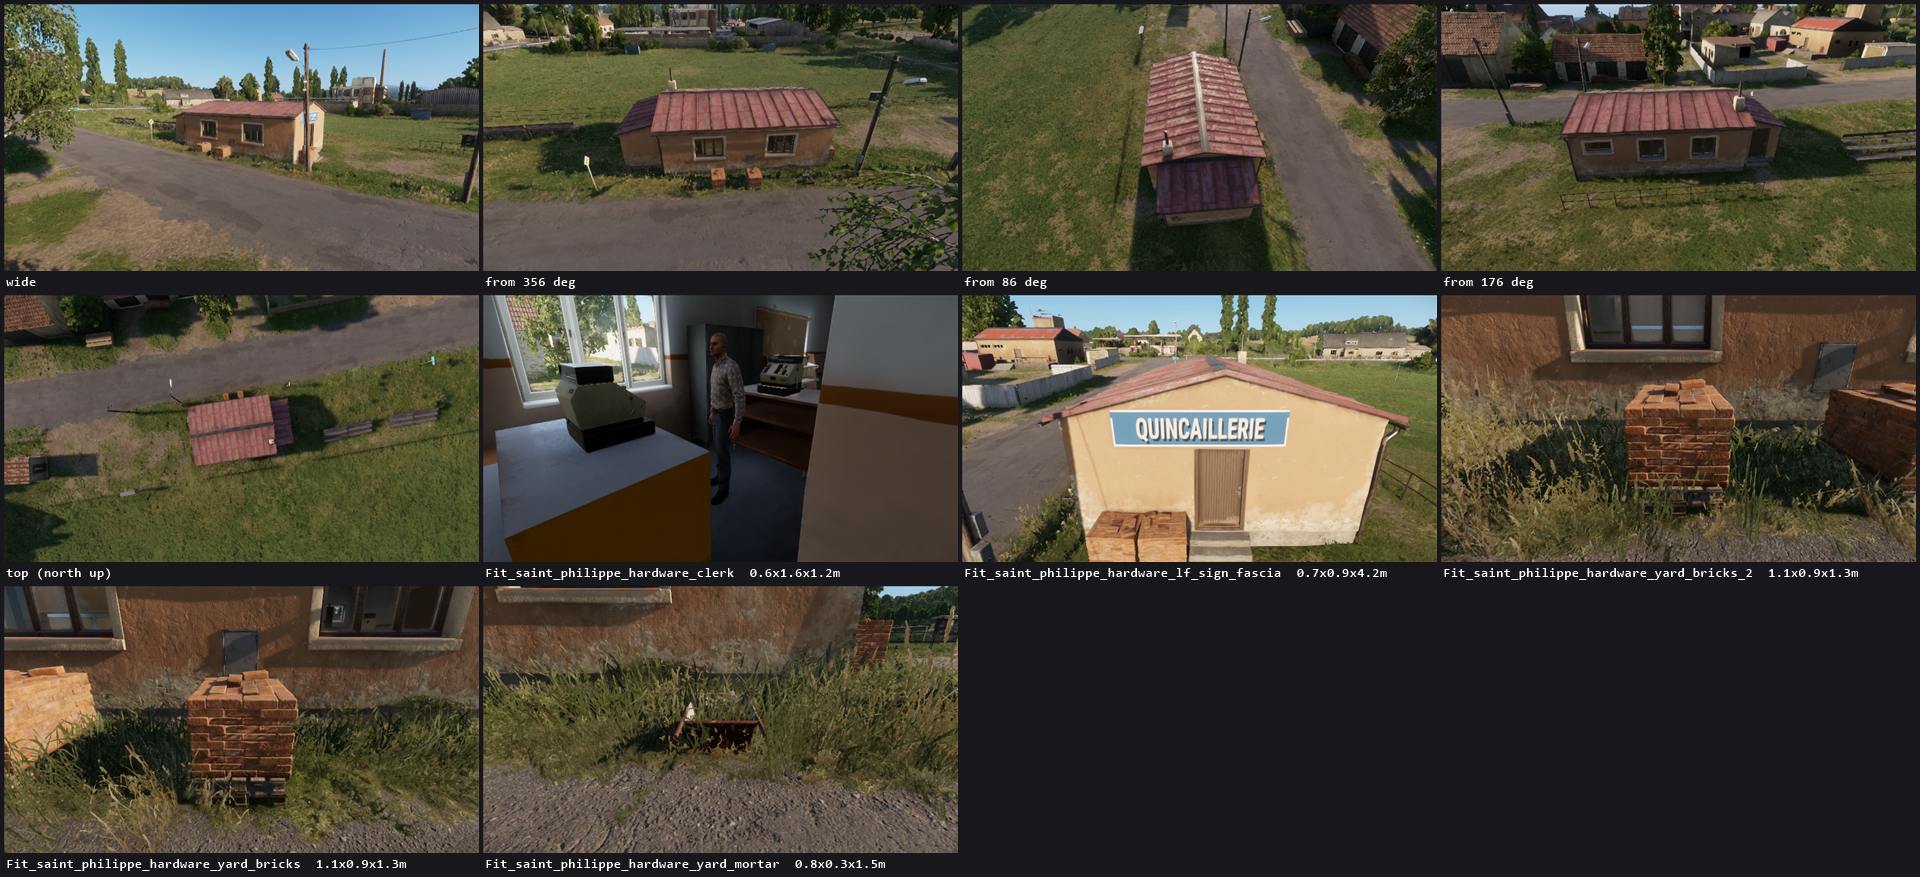 wide
from 356 deg
from 86 deg
from 176 deg
top (north up)
Fit_saint_philippe_hardware_clerk 0.6x1.6x1.2m
QUINCAILLERIE
Fit_saint_philippe_hardware_lf_sign_fascia 0.7x0.9x4.2m
Fit_saint_philippe_hardware_yard_bricks_2 1.1x0.9x1.3m
Fit_saint_philippe_hardware_yard_bricks 1.1x0.9x1.3m
Fit_saint_philippe_hardware_yard_mortar 0.8x0.3x1.5m